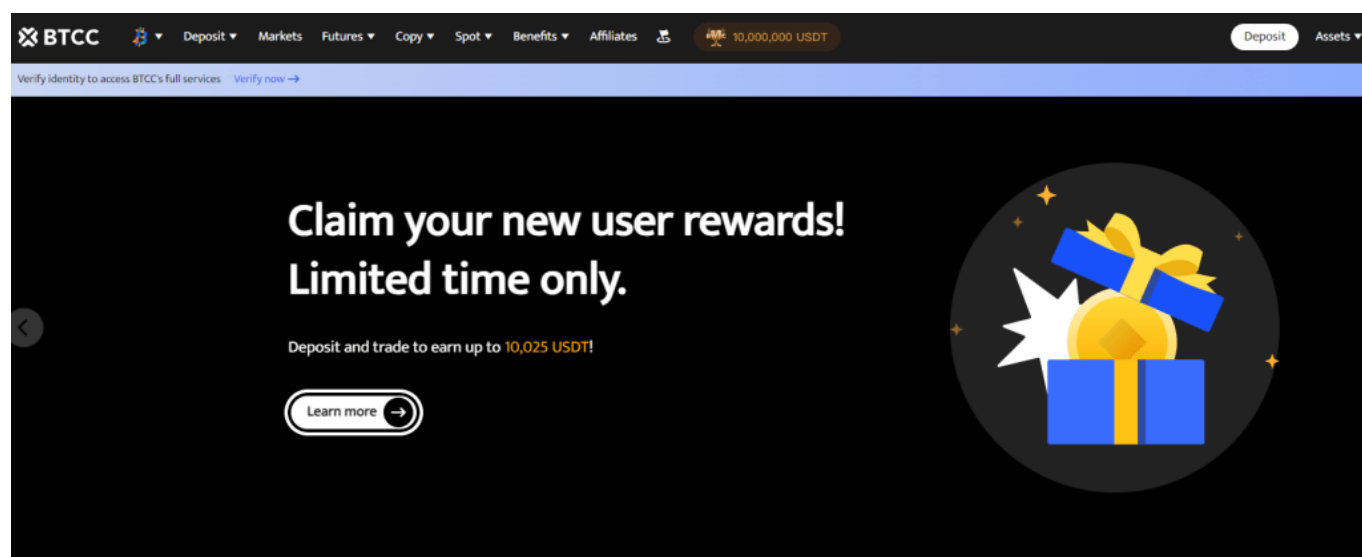 BTCC Deposit Markets Futures Copy Spot Benefits Affiliates 10,000,000 USDT Deposit Assets
Verify identity to access BTCC's full services Verify now →
Claim your new user rewards!
Limited time only.
Deposit and trade to earn up to 10,025 USDT!
Learn more →